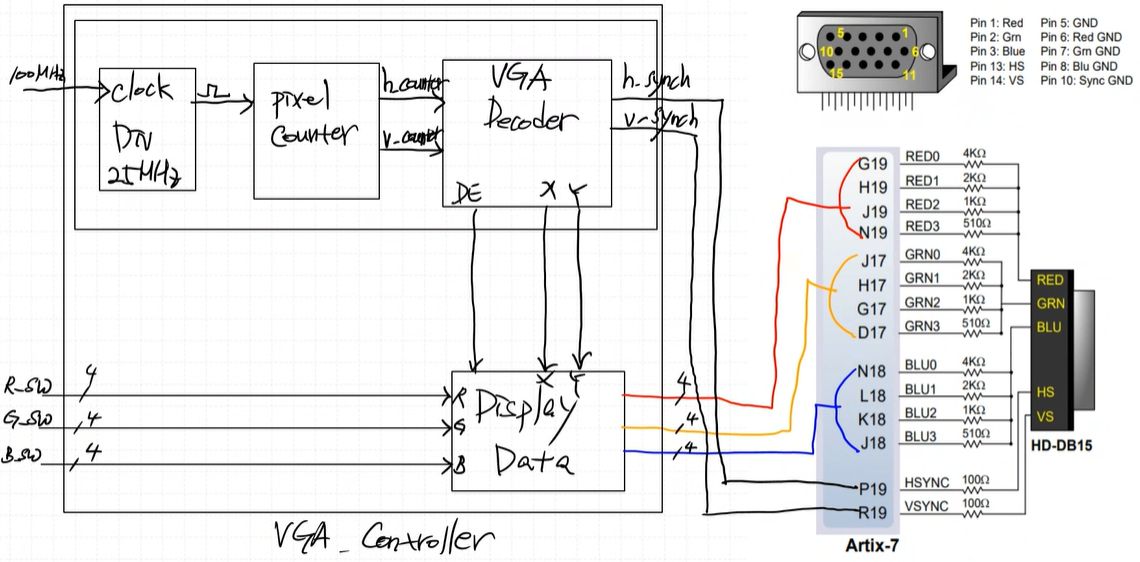 100MHz
clock
DIV
25MHz
pixel
counter
h_counter
v_counter
VGA
Decoder
DE
X
Y
h_synch
v_synch
R_SW
4
G_SW
4
B_SW
4
R
G
B
X
Y
Display
Data
4
4
4
VGA_Controller
5
1
10
6
15
11
Pin 1: Red Pin 5: GND
Pin 2: Grn Pin 6: Red GND
Pin 3: Blue Pin 7: Grn GND
Pin 13: HS Pin 8: Blu GND
Pin 14: VS Pin 10: Sync GND
G19 RED0 4KΩ
H19 RED1 2KΩ
J19 RED2 1KΩ
N19 RED3 510Ω
J17 GRN0 4KΩ
H17 GRN1 2KΩ
G17 GRN2 1KΩ
D17 GRN3 510Ω
N18 BLU0 4KΩ
L18 BLU1 2KΩ
K18 BLU2 1KΩ
J18 BLU3 510Ω
P19 HSYNC 100Ω
R19 VSYNC 100Ω
Artix-7
RED
GRN
BLU
HS
VS
HD-DB15